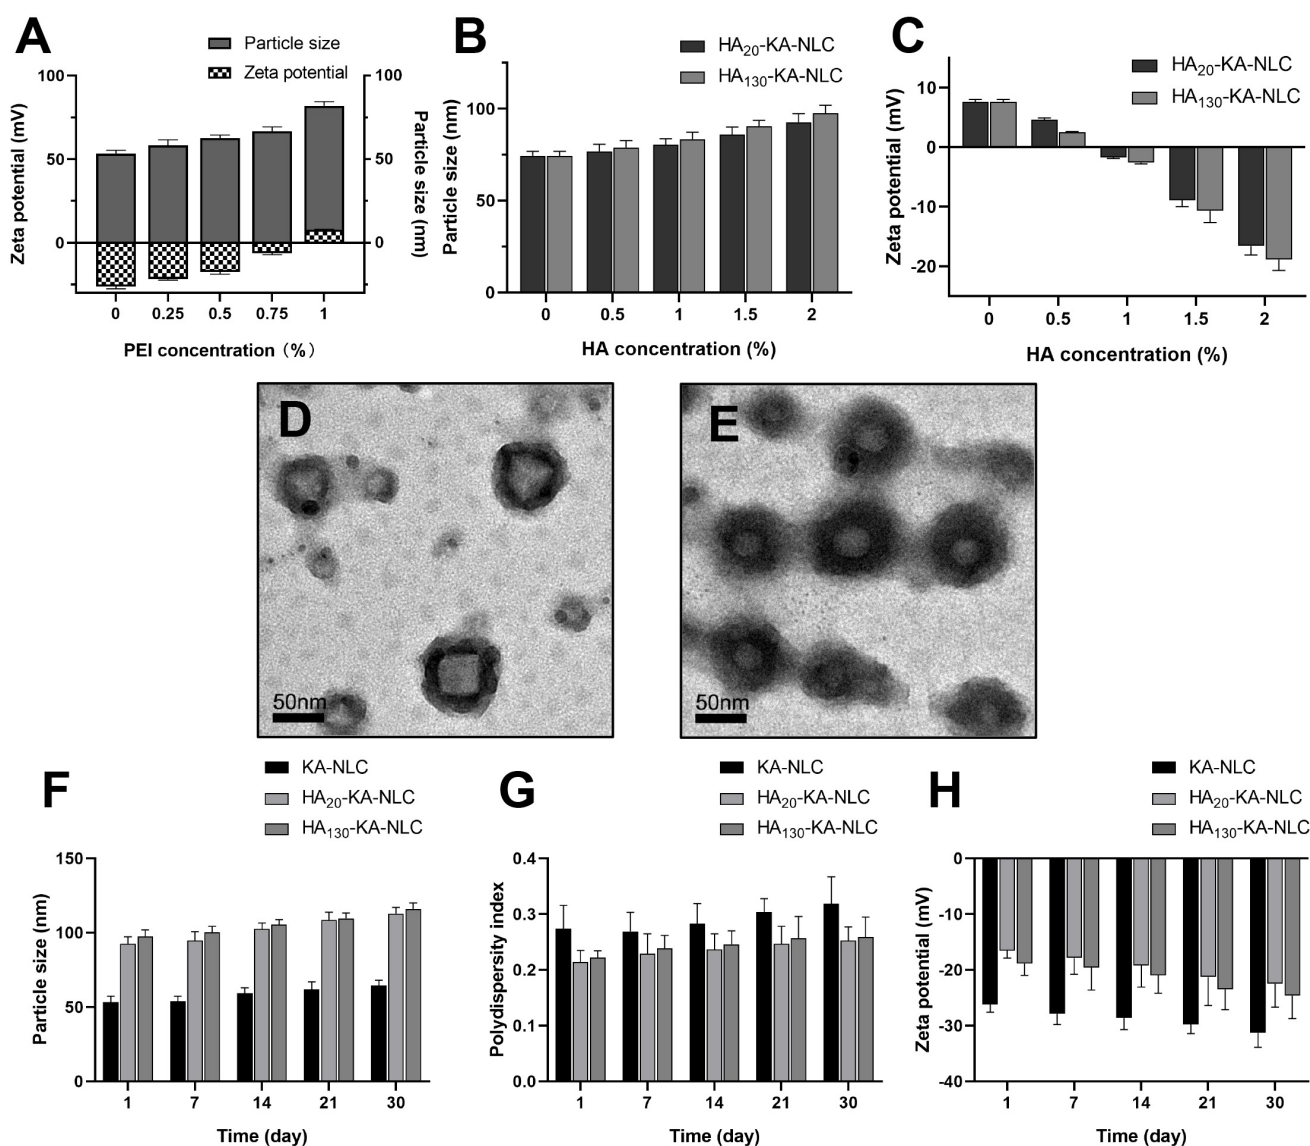 A
Particle size
Zeta potential
Zeta potential (mV)
100
50
0
100
50
0
Particle size (nm)
0 0.25 0.5 0.75 1
PEI concentration（%）
B
HA20-KA-NLC
HA130-KA-NLC
Particle size (nm)
100
50
0
0 0.5 1 1.5 2
HA concentration (%)
C
HA20-KA-NLC
HA130-KA-NLC
Zeta potential (mV)
10
0
-10
-20
0 0.5 1 1.5 2
HA concentration (%)
D
50nm
E
50nm
F
KA-NLC
HA20-KA-NLC
HA130-KA-NLC
Particle size (nm)
150
100
50
0
1 7 14 21 30
Time (day)
G
KA-NLC
HA20-KA-NLC
HA130-KA-NLC
Polydispersity index
0.4
0.3
0.2
0.1
0.0
1 7 14 21 30
Time (day)
H
KA-NLC
HA20-KA-NLC
HA130-KA-NLC
Zeta potential (mV)
0
-10
-20
-30
-40
1 7 14 21 30
Time (day)